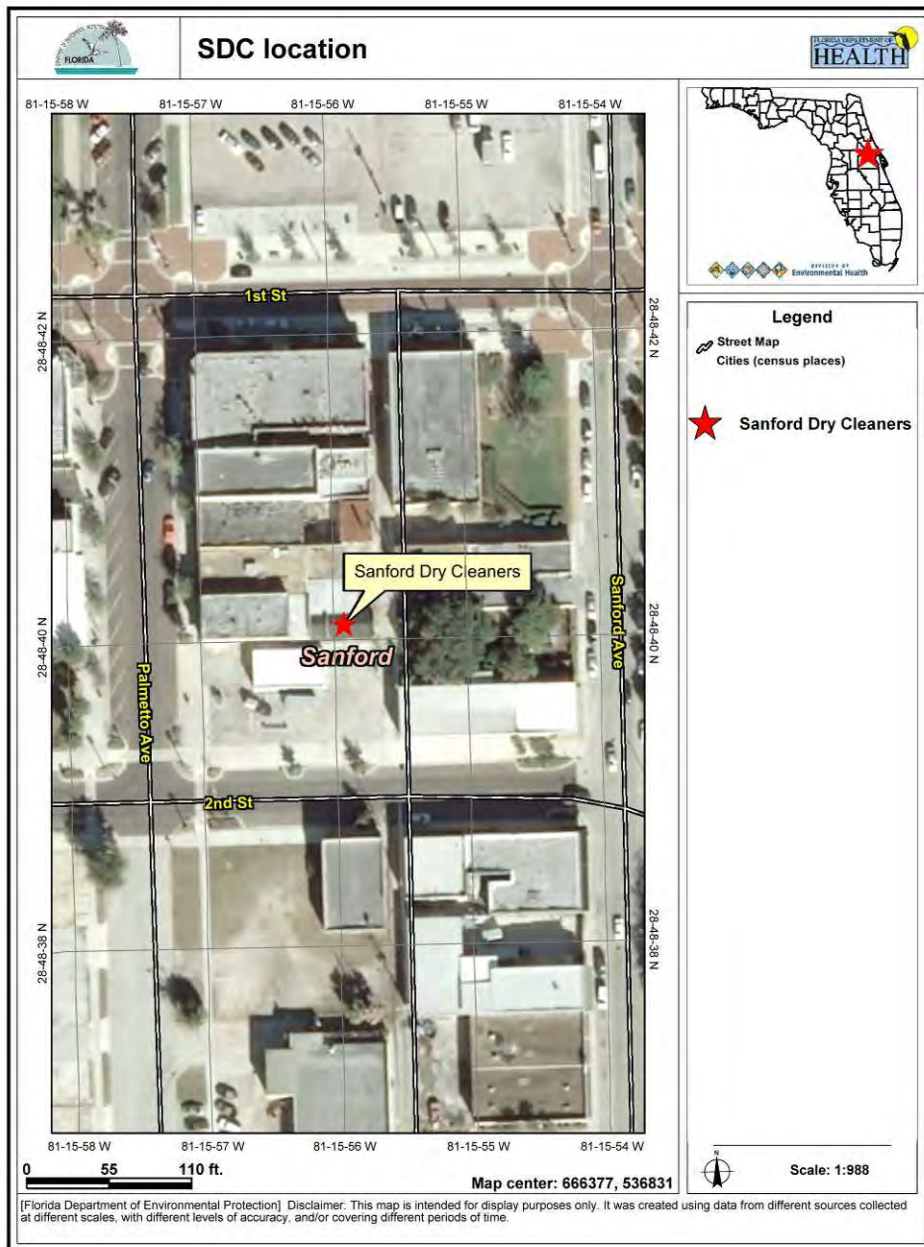 FLORIDA
SDC location
FLORIDA DEPARTMENT OF
HEALTH
81-15-58 W
81-15-57 W
81-15-56 W
81-15-55 W
81-15-54 W
DIVISION OF
Environmental Health
1st St
28-48-42 N
28-48-42 N
Legend
Street Map
Cities (census places)
Sanford Dry Cleaners
Sanford Dry Cleaners
Sanford
Palmetto Ave
Sanford Ave
28-48-40 N
28-48-40 N
2nd St
28-48-38 N
28-48-38 N
81-15-58 W
81-15-57 W
81-15-56 W
81-15-55 W
81-15-54 W
0 55 110 ft.
Map center: 666377, 536831
N
Scale: 1:988
[Florida Department of Environmental Protection] Disclaimer: This map is intended for display purposes only. It was created using data from different sources collected
at different scales, with different levels of accuracy, and/or covering different periods of time.